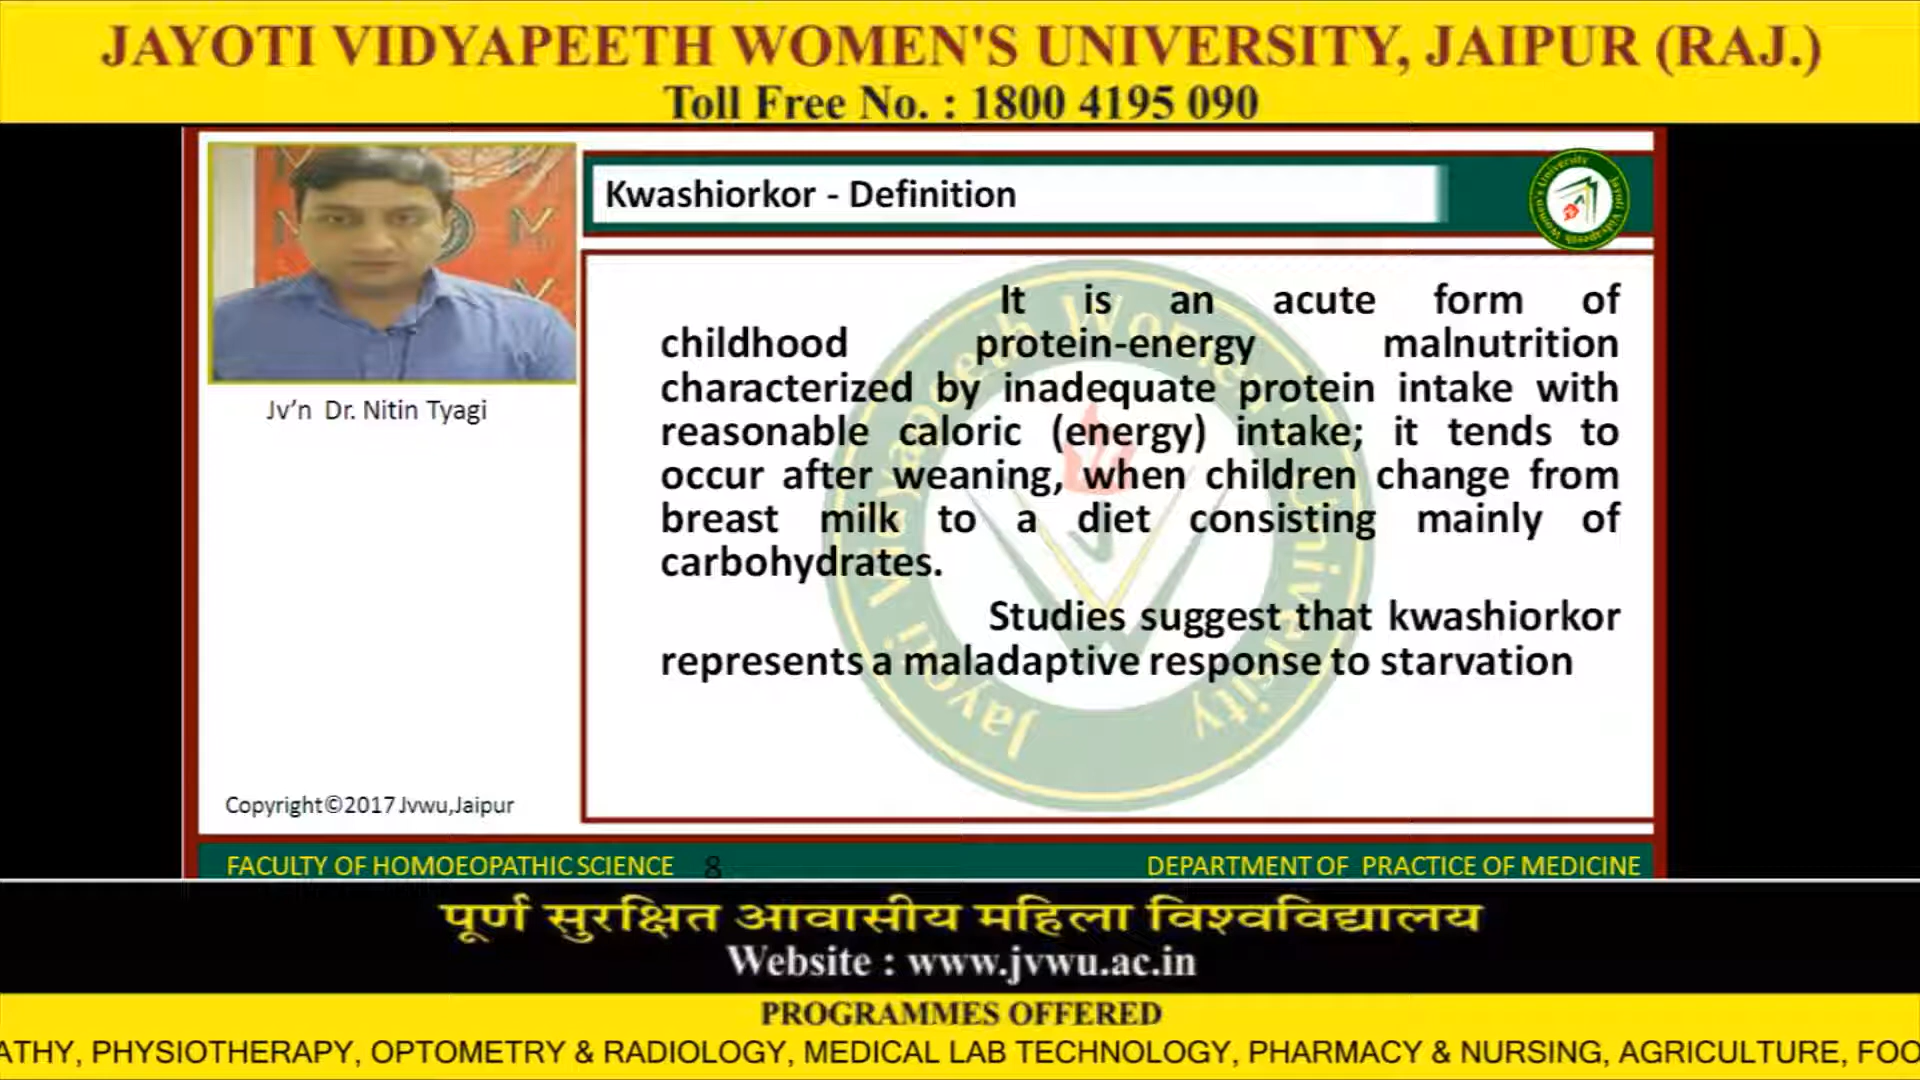 JAYOTI VIDYAPEETH WOMEN'S UNIVERSITY, JAIPUR (RAJ.)
Toll Free No. : 1800 4195 090
Kwashiorkor - Definition
Jv'n Dr. Nitin Tyagi
It is an acute form of
childhood protein-energy malnutrition
characterized by inadequate protein intake with
reasonable caloric (energy) intake; it tends to
occur after weaning, when children change from
breast milk to a diet consisting mainly of
carbohydrates.
Studies suggest that kwashiorkor
represents a maladaptive response to starvation
Jayoti Vidyapeeth Women's University
Copyright©2017 Jvwu,Jaipur
FACULTY OF HOMOEOPATHIC SCIENCE 8 DEPARTMENT OF PRACTICE OF MEDICINE
पूर्ण सुरक्षित आवासीय महिला विश्वविद्यालय
Website : www.jvwu.ac.in
PROGRAMMES OFFERED
ATHY, PHYSIOTHERAPY, OPTOMETRY & RADIOLOGY, MEDICAL LAB TECHNOLOGY, PHARMACY & NURSING, AGRICULTURE, FOO